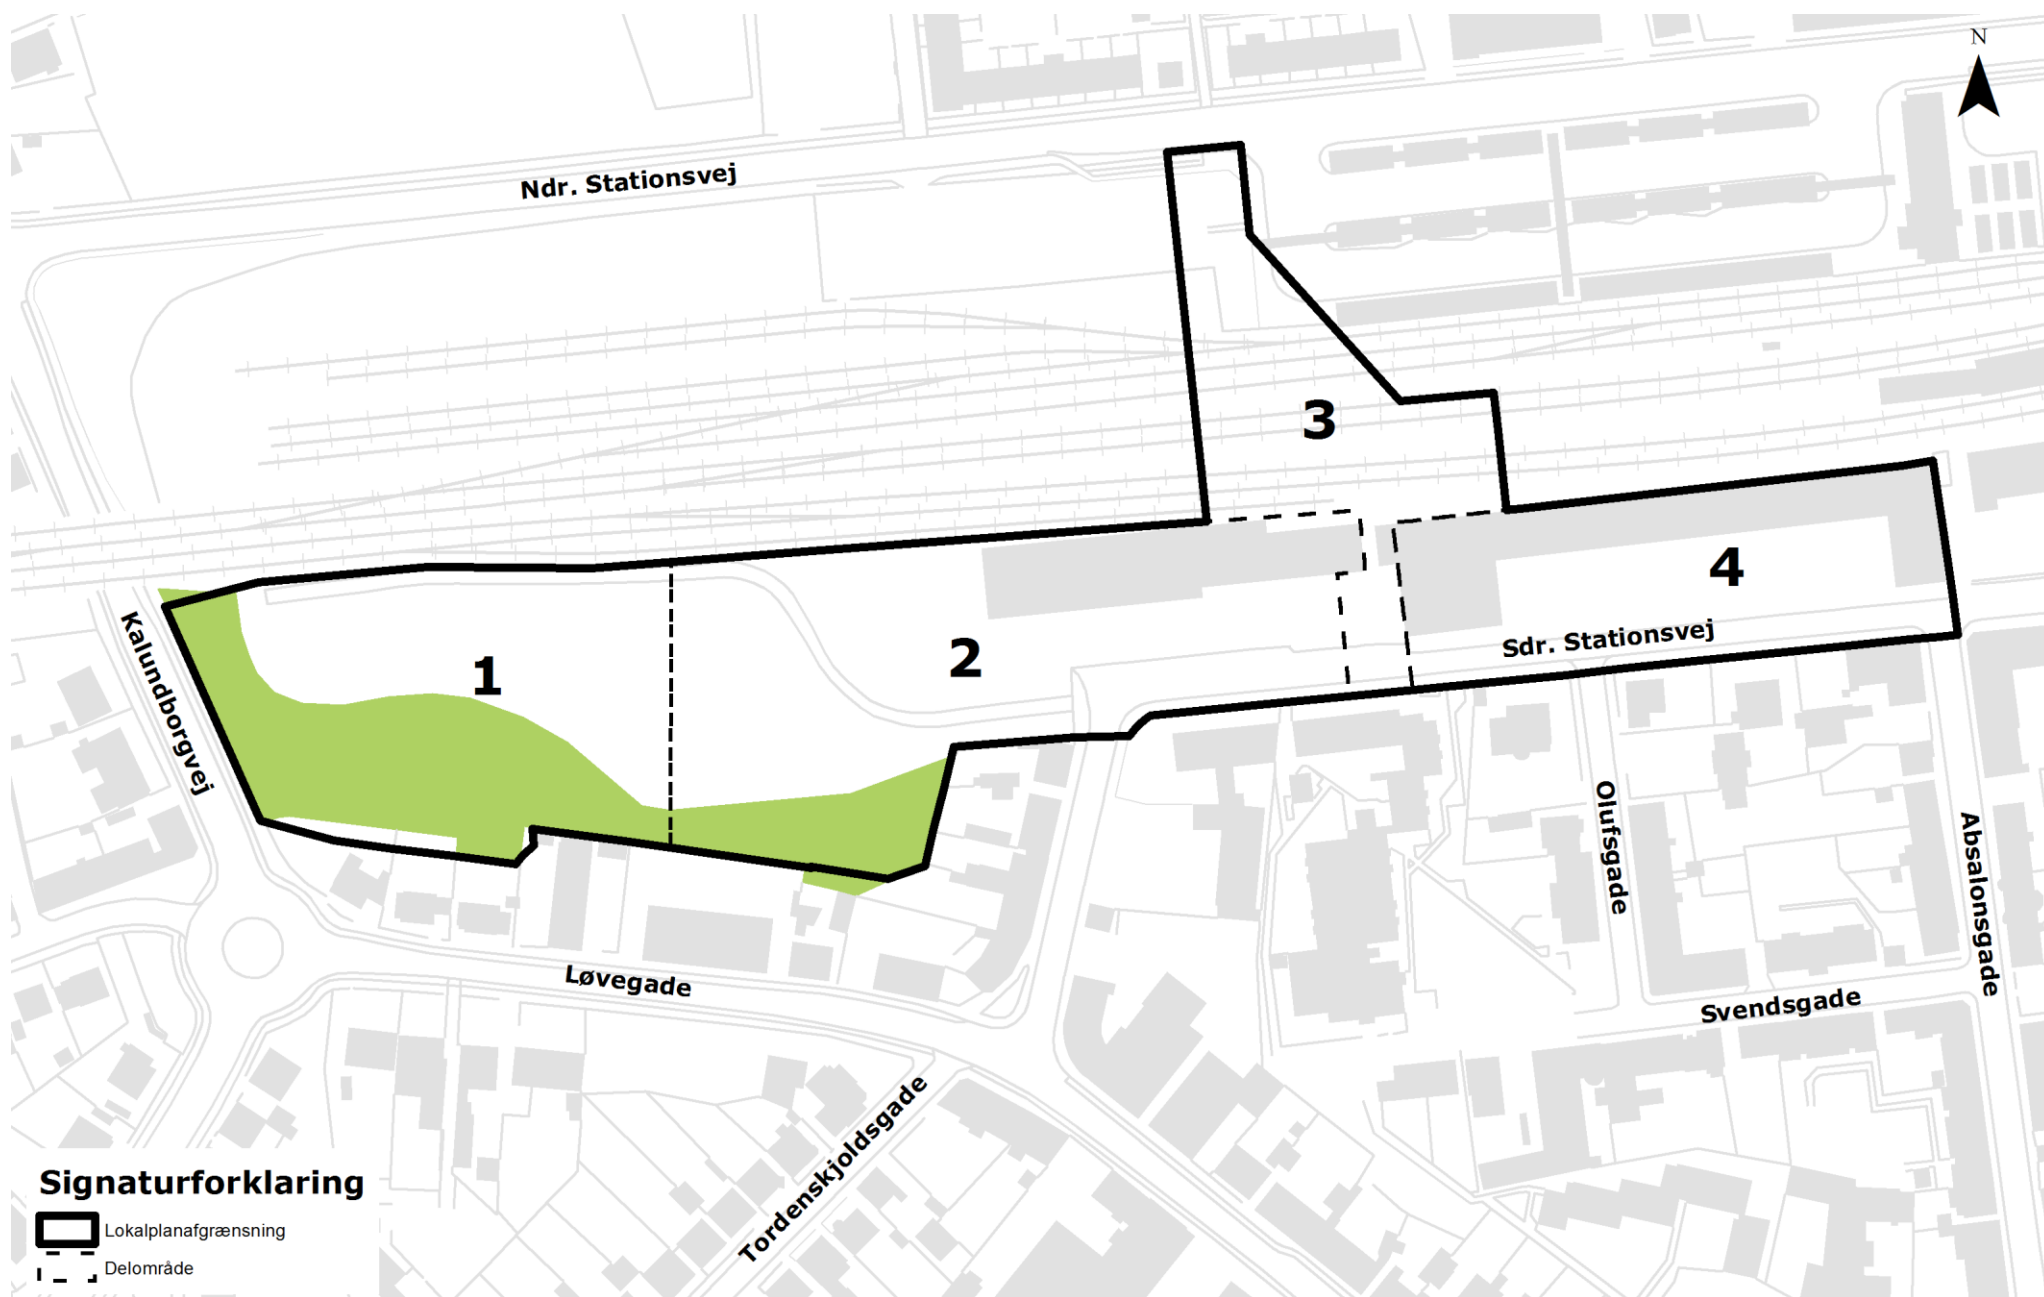 N
Ndr. Stationsvej
3
4
Sdr. Stationsvej
2
1
Kalundborgvej
Olufsgade
Absalonsgade
Løvegade
Svendsgade
Tordenskjoldsgade
Signaturforklaring
Lokalplanafgrænsning
Delområde